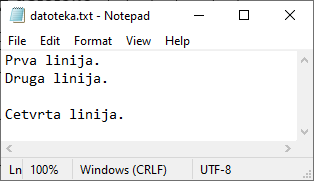 datoteka.txt - Notepad
File Edit Format View Help
Prva linija.
Druga linija.

Cetvrta linija.
Ln 100% Windows (CRLF) UTF-8